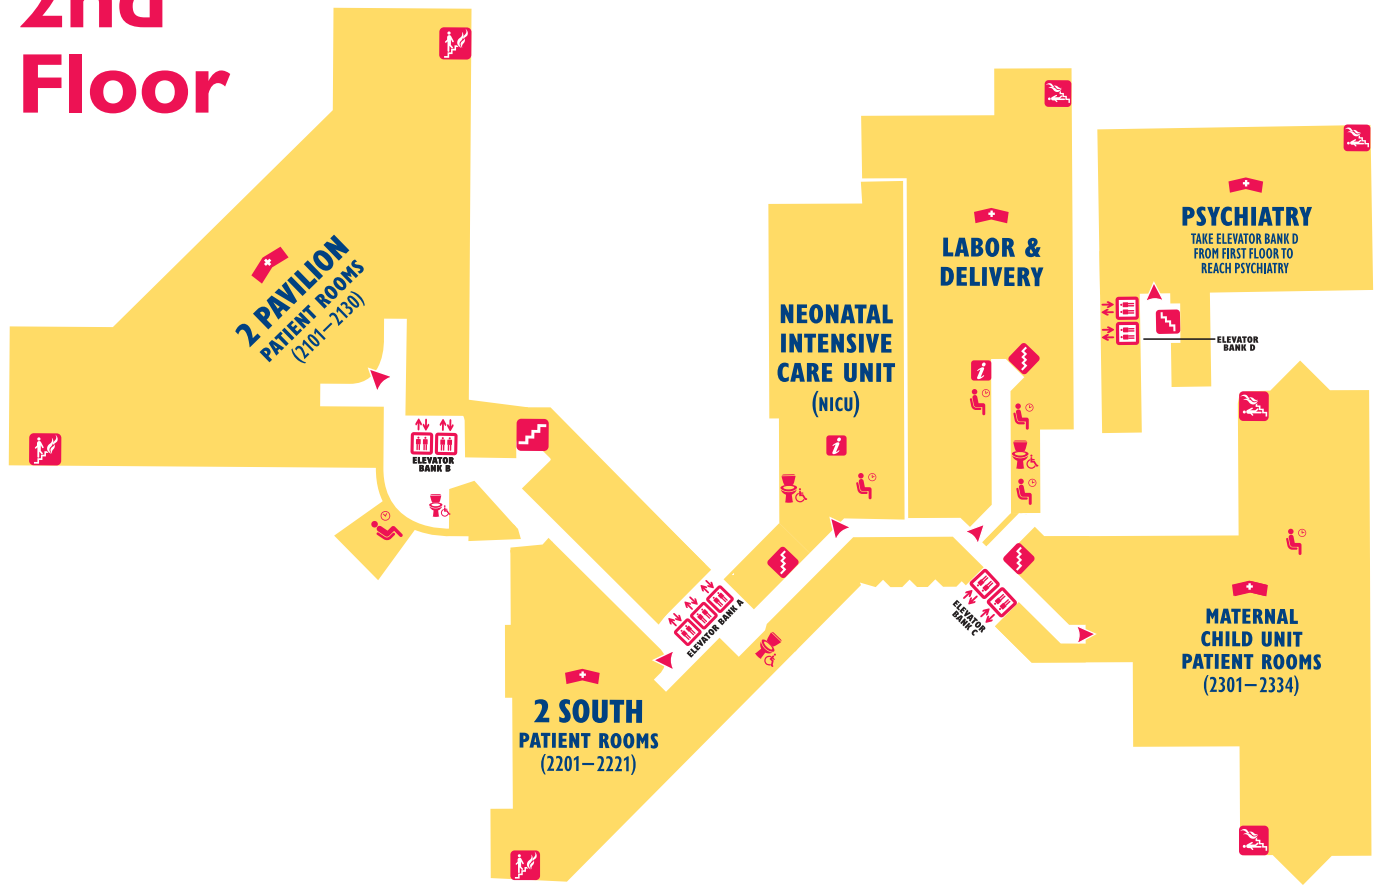 2nd
Floor
2 PAVILION
PATIENT ROOMS
(2101–2130)
ELEVATOR
BANK B
2 SOUTH
PATIENT ROOMS
(2201–2221)
ELEVATOR BANK A
NEONATAL
INTENSIVE
CARE UNIT
(NICU)
i
LABOR &
DELIVERY
i
ELEVATOR
BANK C
PSYCHIATRY
TAKE ELEVATOR BANK D
FROM FIRST FLOOR TO
REACH PSYCHIATRY
ELEVATOR
BANK D
MATERNAL
CHILD UNIT
PATIENT ROOMS
(2301–2334)